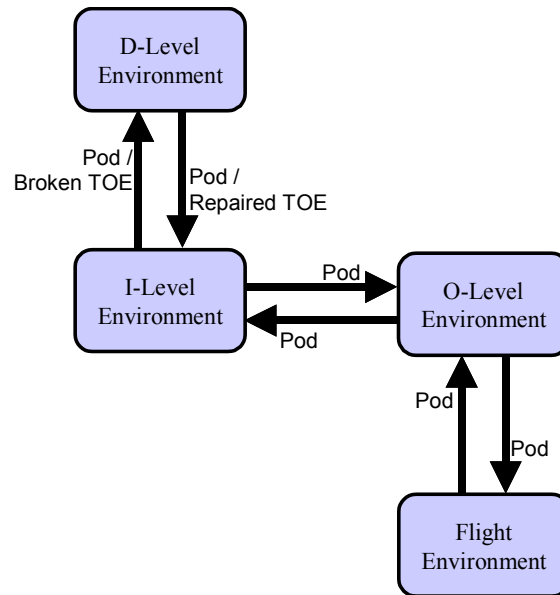 D-Level
Environment
Pod /
Broken TOE
Pod /
Repaired TOE
I-Level
Environment
Pod
Pod
O-Level
Environment
Pod
Pod
Flight
Environment